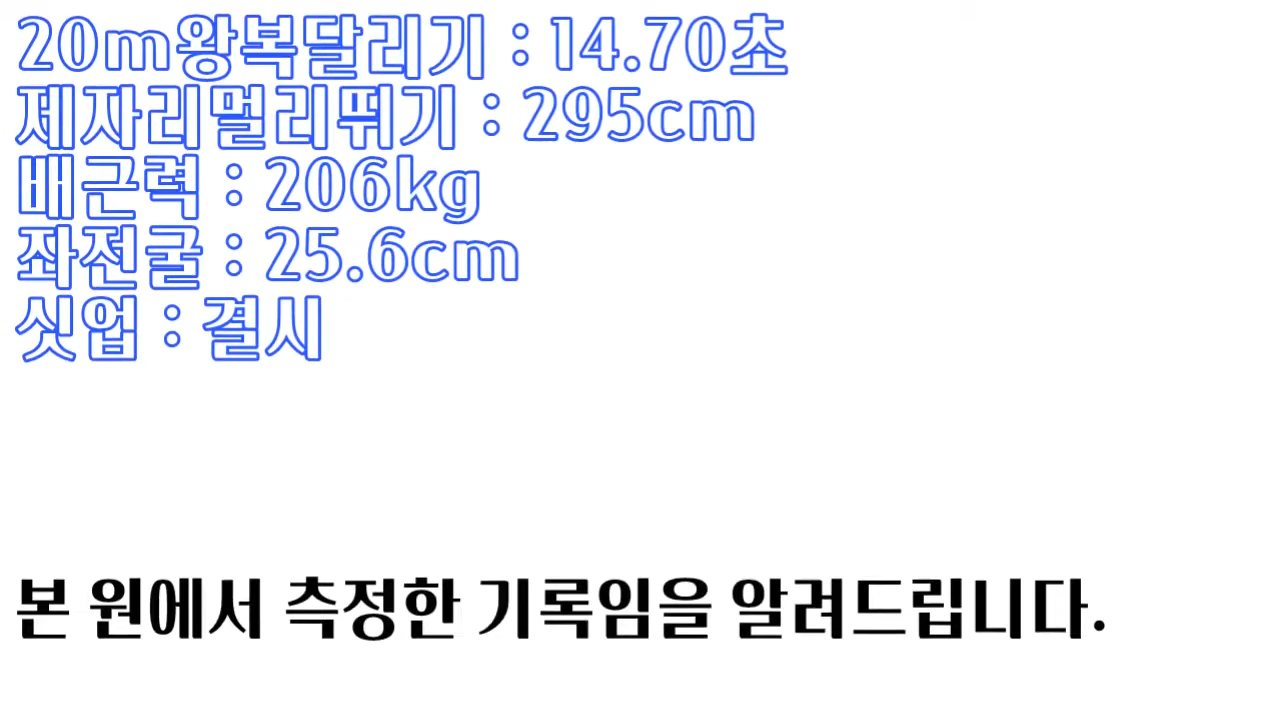 20m왕복달리기 : 14.70초
제자리멀리뛰기 : 295cm
배근력 : 206kg
좌전굴 : 25.6cm
싯업 : 결시
본 원에서 측정한 기록임을 알려드립니다.